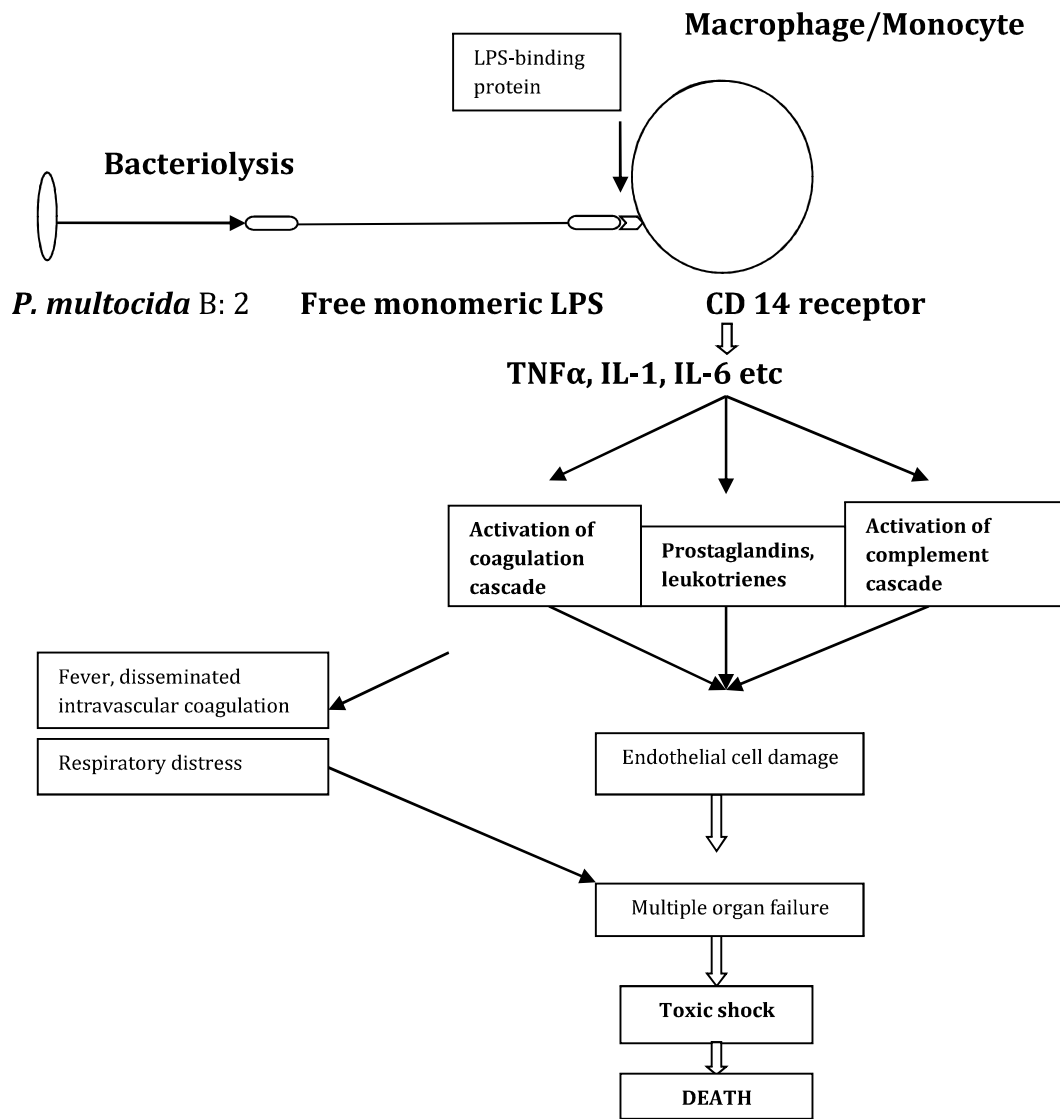 Macrophage/Monocyte
LPS-binding
protein
Bacteriolysis
P. multocida B: 2
Free monomeric LPS
CD 14 receptor
TNFα, IL-1, IL-6 etc
Activation of
coagulation
cascade
Prostaglandins,
leukotrienes
Activation of
complement
cascade
Fever, disseminated
intravascular coagulation
Respiratory distress
Endothelial cell damage
Multiple organ failure
Toxic shock
DEATH